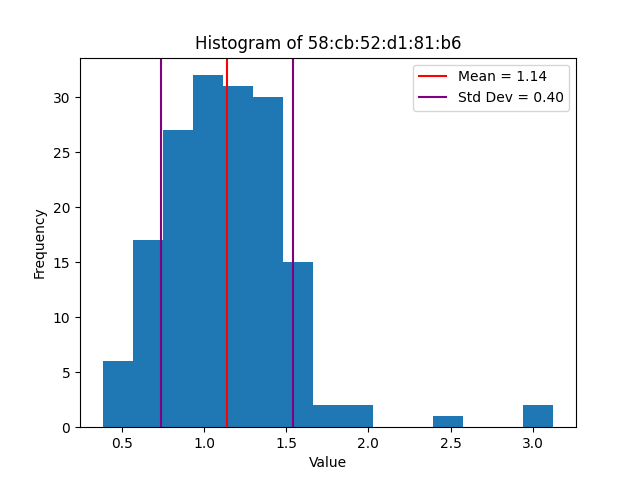 Histogram of 58:cb:52:d1:81:b6
Mean = 1.14
Std Dev = 0.40
Frequency
30
25
20
15
10
5
0
0.5 1.0 1.5 2.0 2.5 3.0
Value